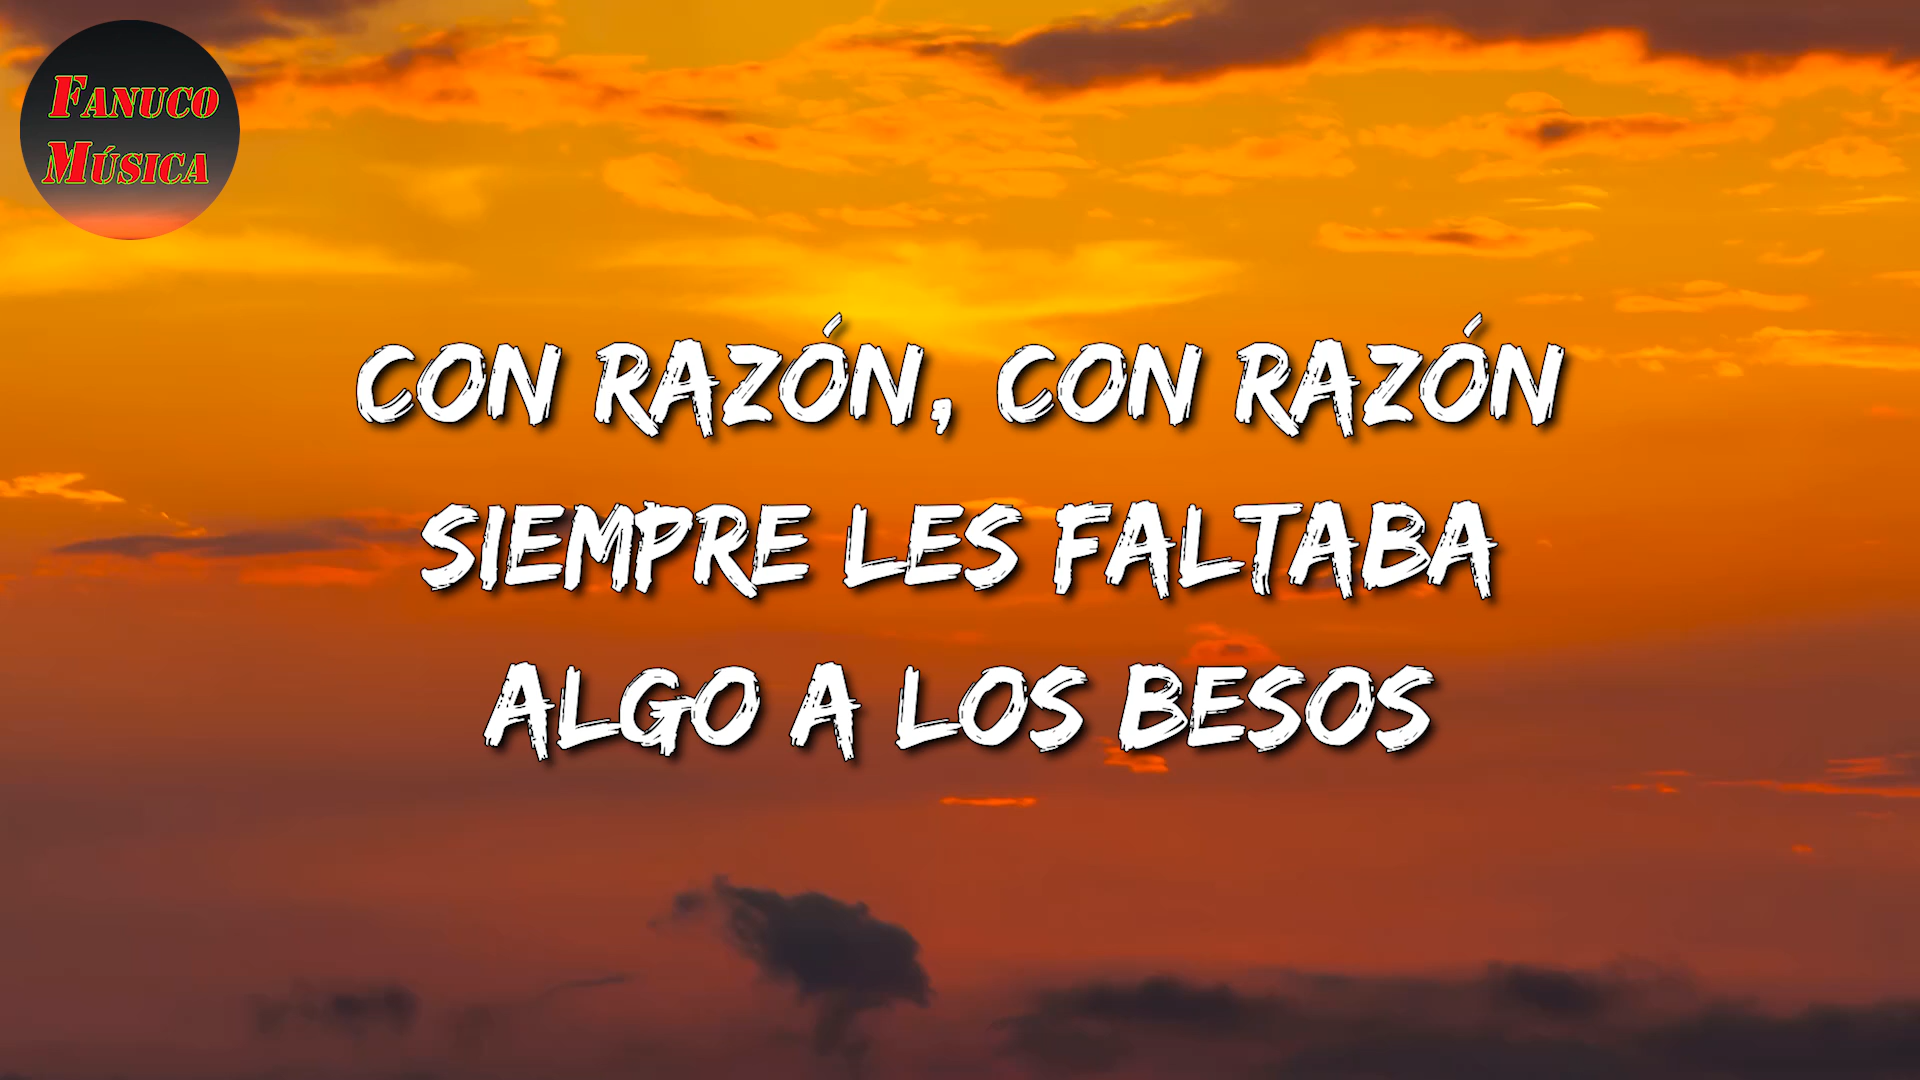 FANUCO
MÚSICA
CON RAZÓN, CON RAZÓN
SIEMPRE LES FALTABA
ALGO A LOS BESOS